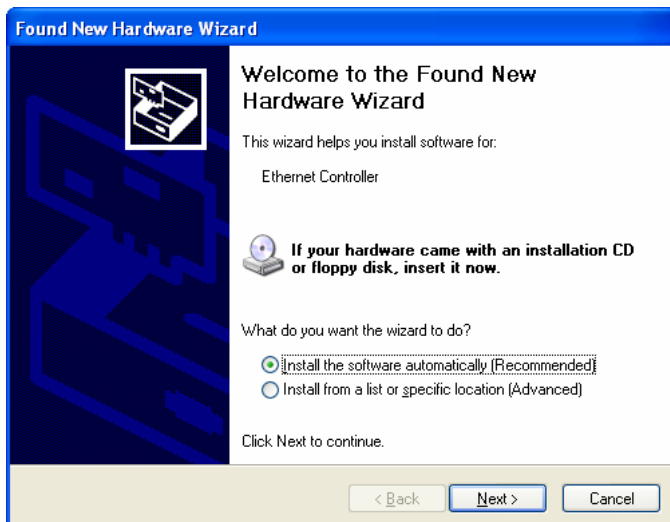 Found New Hardware Wizard
Welcome to the Found New
Hardware Wizard
This wizard helps you install software for:
Ethernet Controller
If your hardware came with an installation CD
or floppy disk, insert it now.
What do you want the wizard to do?
Install the software automatically (Recommended)
Install from a list or specific location (Advanced)
Click Next to continue.
< Back
Next >
Cancel